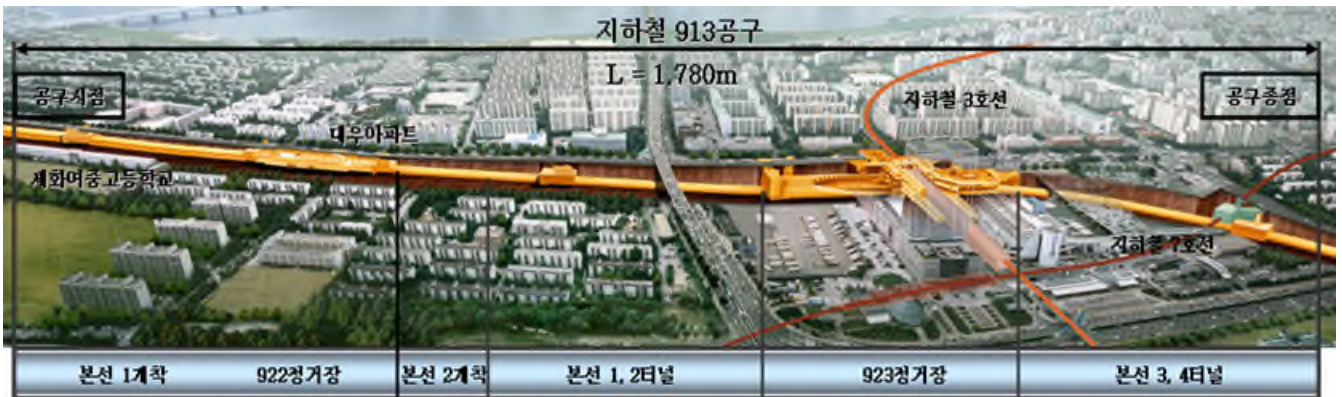 지하철 913공구
L = 1,780m
공구시점
지하철 3호선
공구종점
대우아파트
세화여중고등학교
지하철 7호선
본선 1개착
922정거장
본선 2개착
본선 1, 2터널
923정거장
본선 3, 4터널